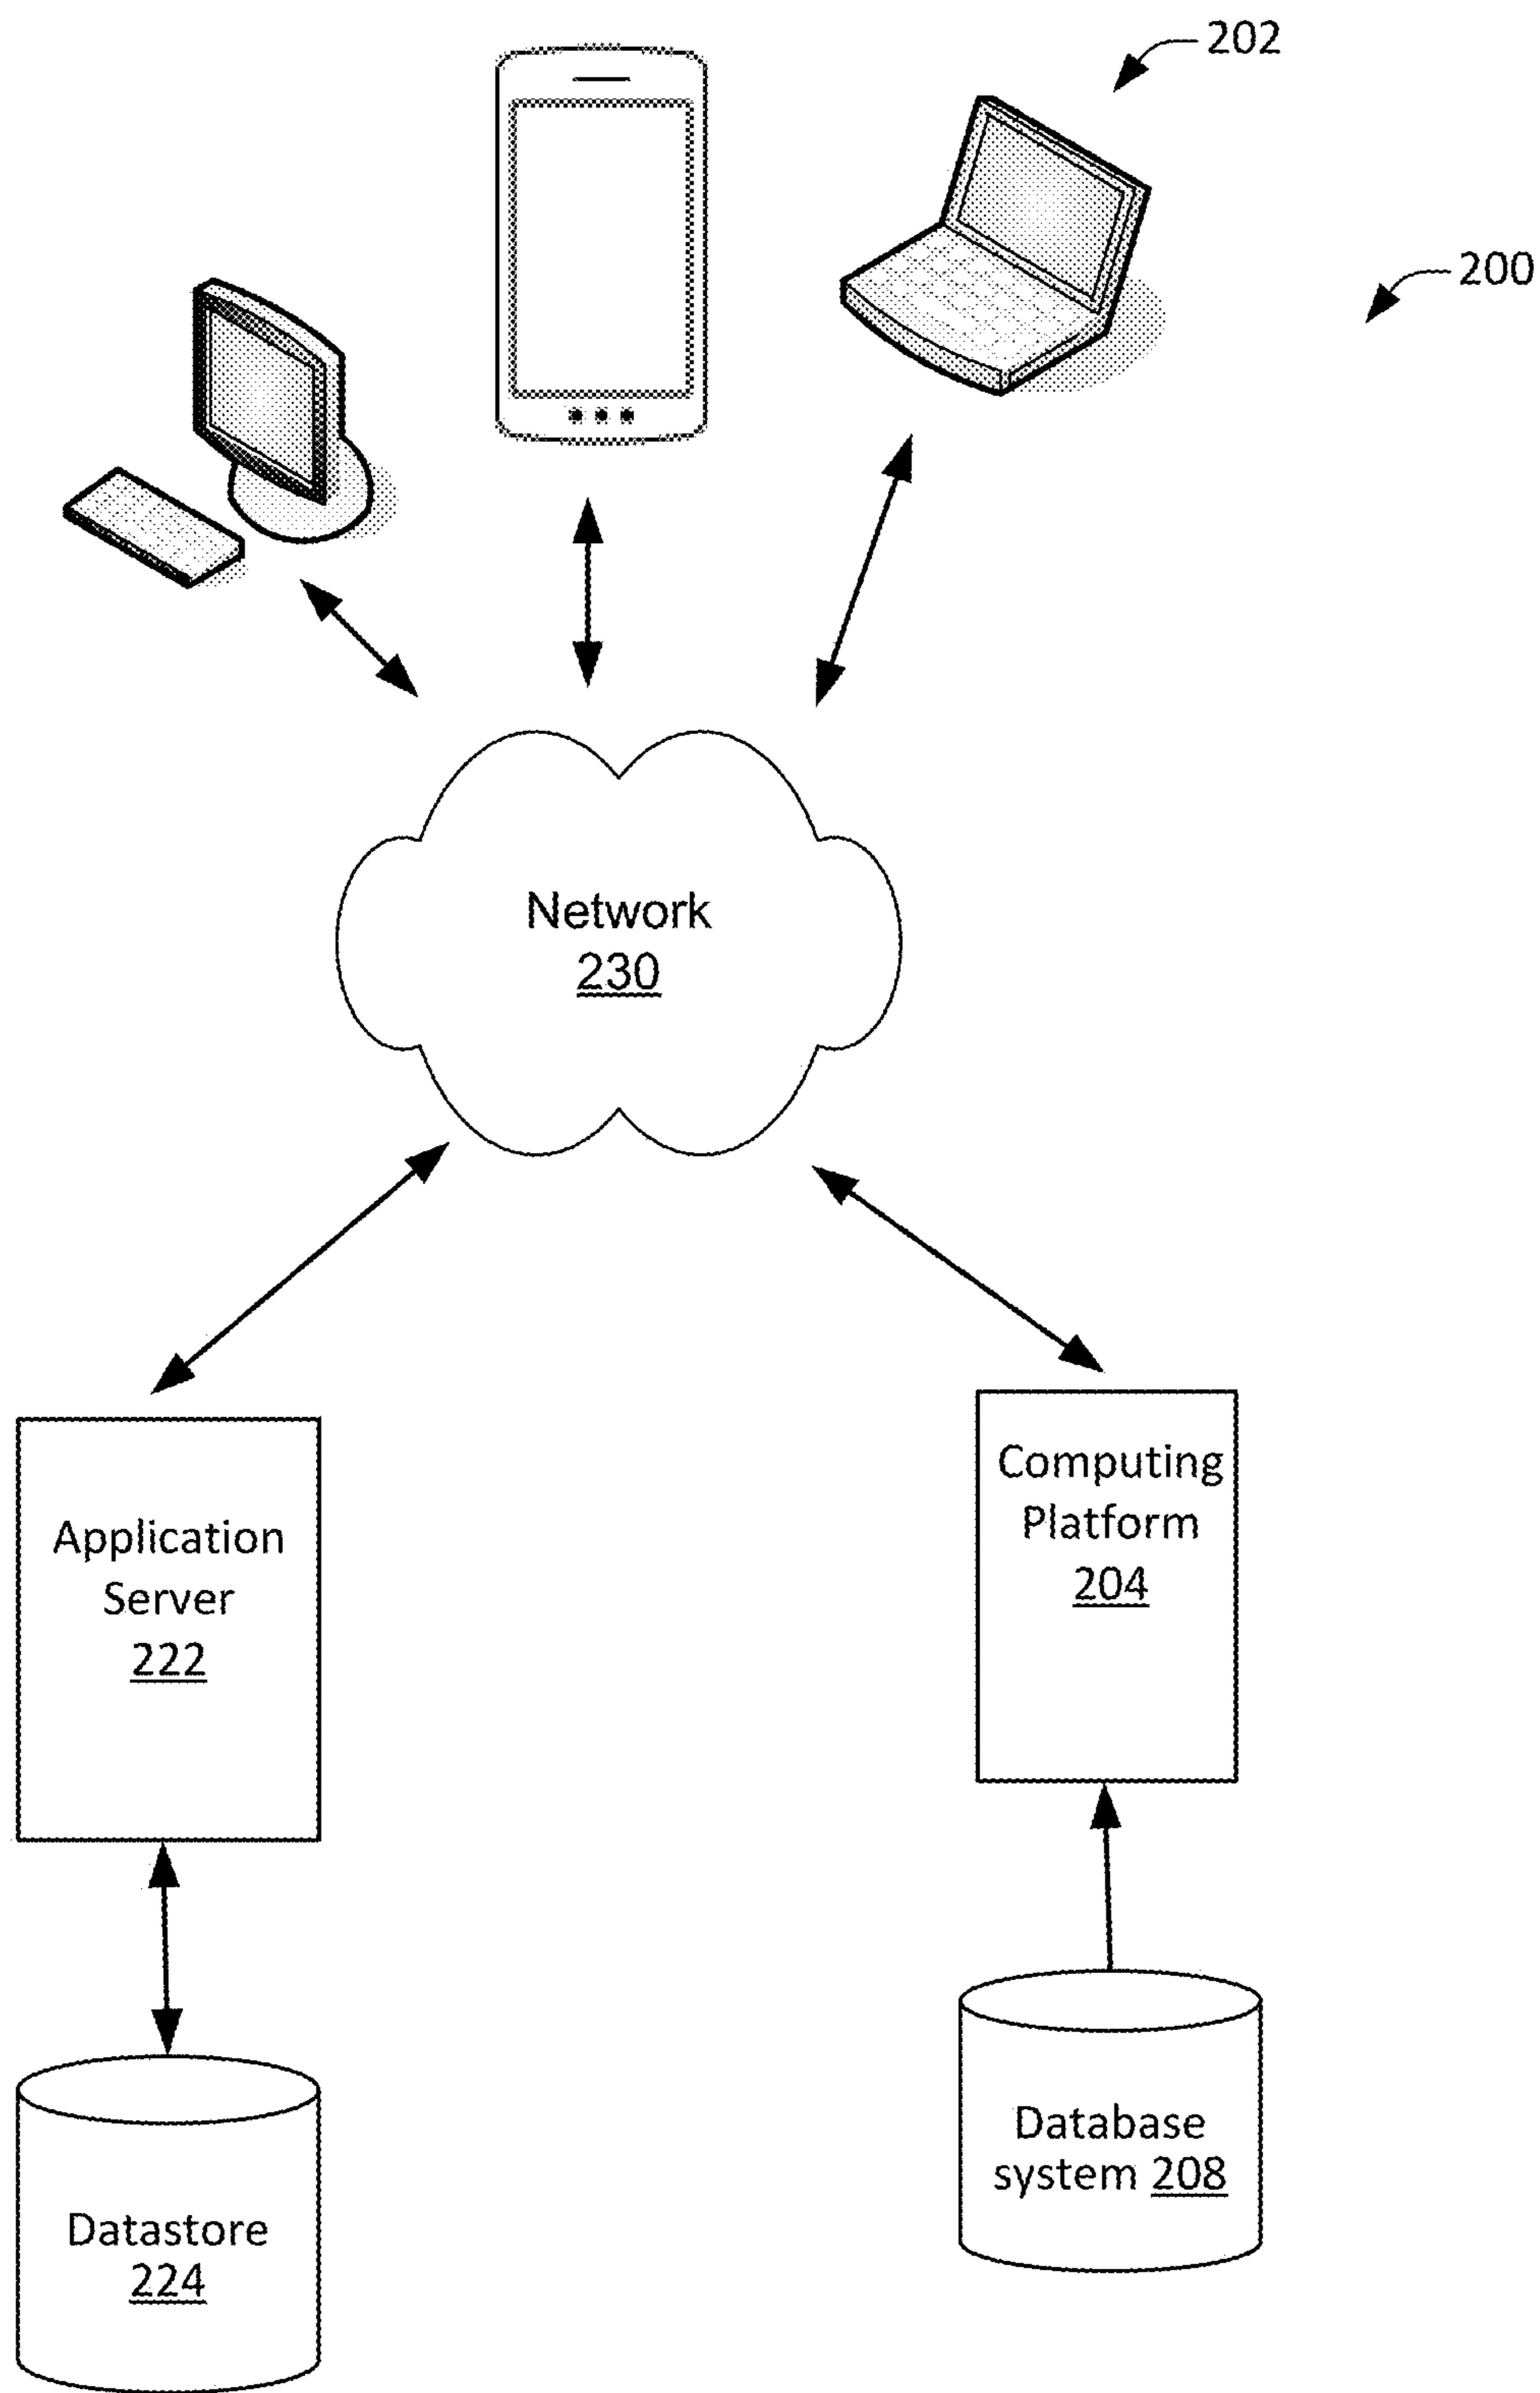 202
200
Network
230
Application
Server
222
Computing
Platform
204
Datastore
224
Database
system 208